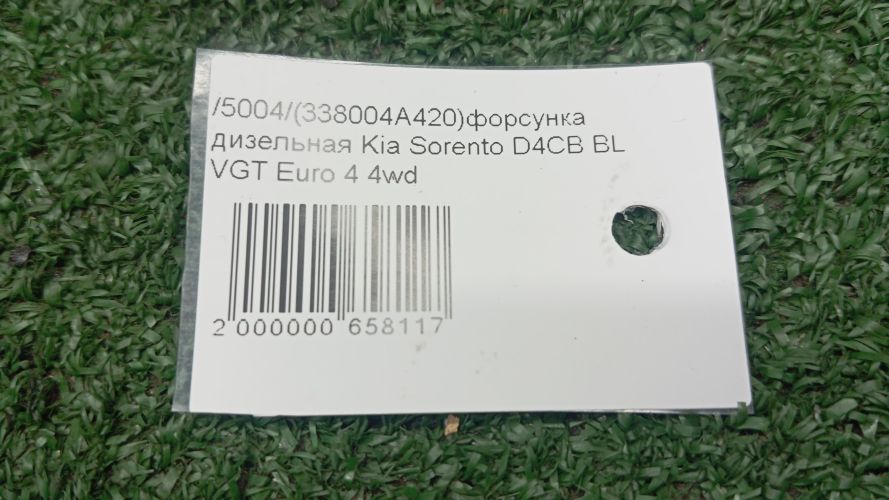 /5004/(338004A420)форсунка
дизельная Kia Sorento D4CB BL
VGT Euro 4 4wd
2 000000 658117